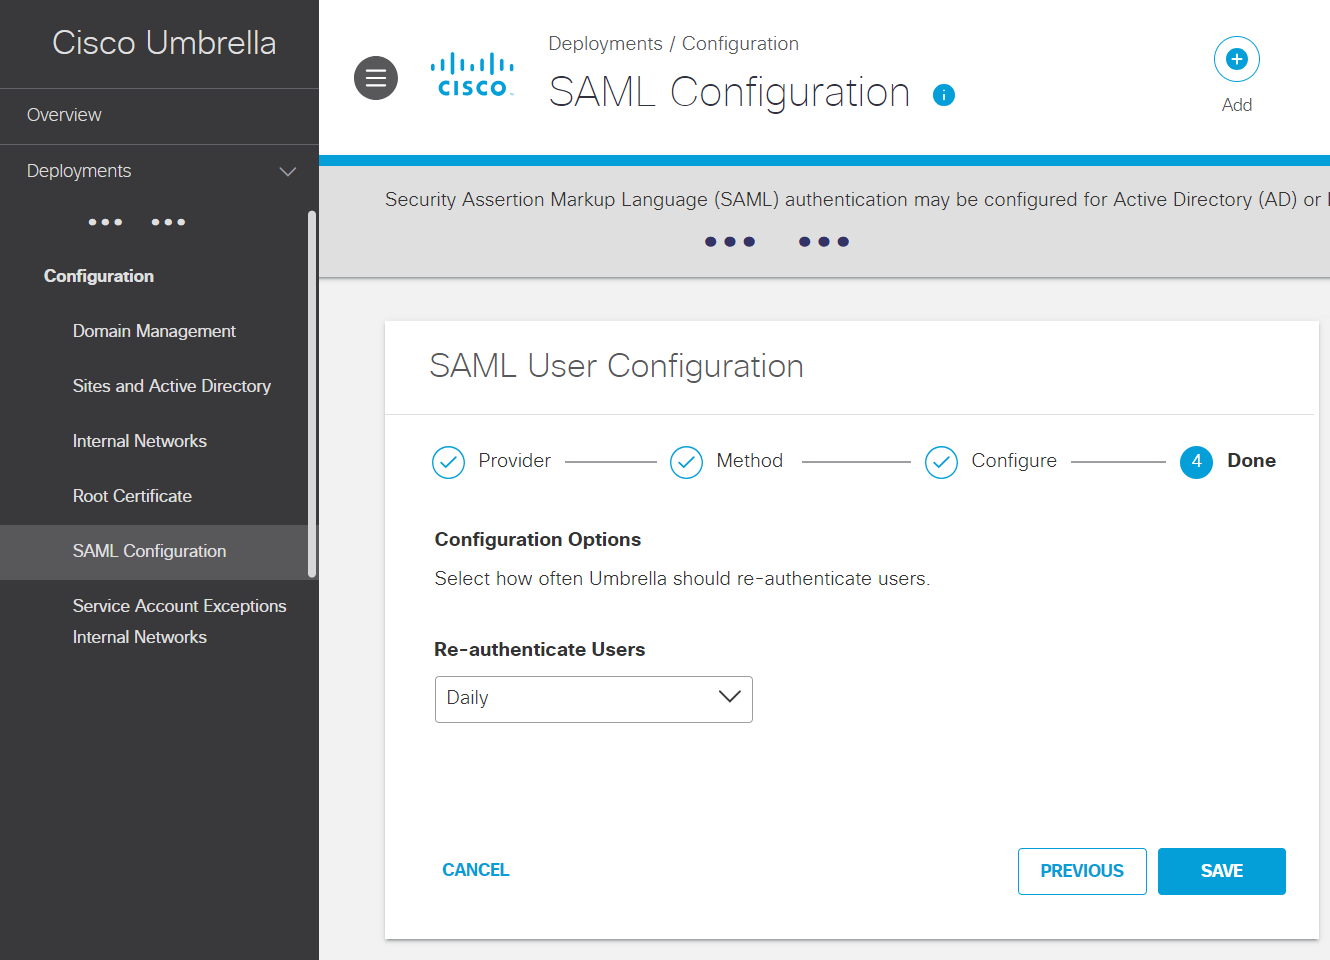 Cisco Umbrella
Overview
Deployments
••• •••
Configuration
Domain Management
Sites and Active Directory
Internal Networks
Root Certificate
SAML Configuration
Service Account Exceptions
Internal Networks
CISCO
Deployments / Configuration
SAML Configuration
i
Add
Security Assertion Markup Language (SAML) authentication may be configured for Active Directory (AD) or
••• •••
SAML User Configuration
Provider
Method
Configure
4 Done
Configuration Options
Select how often Umbrella should re-authenticate users.
Re-authenticate Users
Daily
CANCEL
PREVIOUS
SAVE